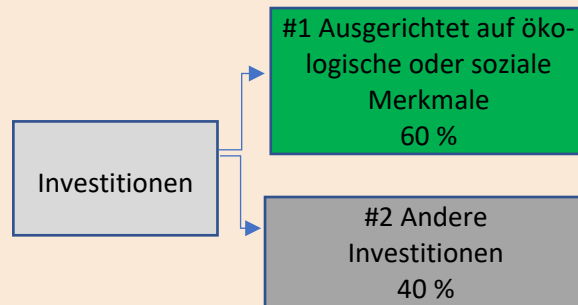 #1 Ausgerichtet auf öko-
logische oder soziale
Merkmale
60 %
Investitionen
#2 Andere
Investitionen
40 %